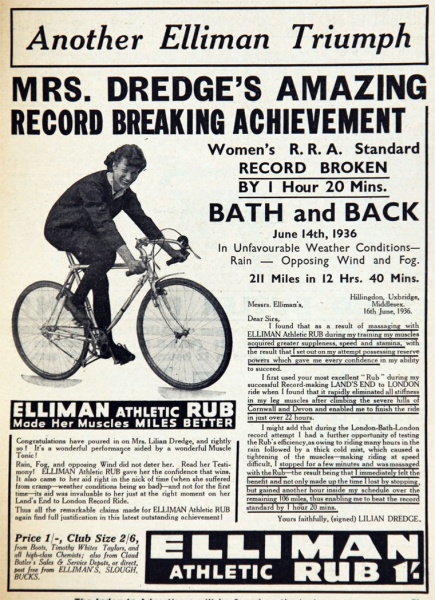 Another Elliman Triumph
MRS. DREDGE'S AMAZING
RECORD BREAKING ACHIEVEMENT
Women's R.R.A. Standard
RECORD BROKEN
BY 1 Hour 20 Mins.
BATH and BACK
June 14th, 1936
In Unfavourable Weather Conditions—
Rain — Opposing Wind and Fog.
211 Miles in 12 Hrs. 40 Mins.
Hillingdon, Uxbridge,
Middlesex.
16th June, 1936.
Messrs. Elliman's,
Dear Sirs,
I found that as a result of massaging with
ELLIMAN Athletic RUB during my training my muscles
acquired greater suppleness, speed and stamina, with
the result that I set out on my attempt possessing reserve
powers which gave me every confidence in my ability
to succeed.
I first used your most excellent "Rub" during my
successful Record-making LAND'S END to LONDON
ride when I found that it rapidly eliminated all stiffness
in my leg muscles after climbing the severe hills of
Cornwall and Devon and enabled me to finish the ride
in just over 22 hours.
I might add that during the London-Bath-London
record attempt I had a further opportunity of testing
the Rub's efficiency, as owing to riding many hours in the
rain followed by a thick cold mist, which caused a
tightening of the muscles—making riding at speed
difficult, I stopped for a few minutes and was massaged
with the Rub—the result being that I immediately felt the
benefit and not only made up the time I lost by stopping,
but gained another hour inside my schedule over the
remaining 106 miles, thus enabling me to beat the record
standard by 1 hour 20 mins.
Yours faithfully, (signed) LILIAN DREDGE.
ELLIMAN ATHLETIC RUB
Made Her Muscles MILES BETTER
Congratulations have poured in on Mrs. Lilian Dredge, and rightly
so! It's a wonderful performance aided by a wonderful Muscle
Tonic!
Rain, Fog, and opposing Wind did not deter her. Read her Testi-
mony! ELLIMAN Athletic RUB gave her the confidence that wins.
It also came to her aid right in the nick of time (when she suffered
from cramp—weather conditions being so bad)—and not for the first
time—its aid was invaluable to her just at the right moment on her
Land's End to London Record Ride.
Thus all the remarkable claims made for ELLIMAN Athletic RUB
again find full justification in this latest outstanding achievement!
Price 1/-, Club Size 2/6,
from Boots, Timothy Whites Taylors, and
all high-class Chemists; also from Claud
Butler's Sales & Service Depots, or direct,
post free from ELLIMAN'S, SLOUGH,
BUCKS.
ELLIMAN
ATHLETIC RUB 1/-